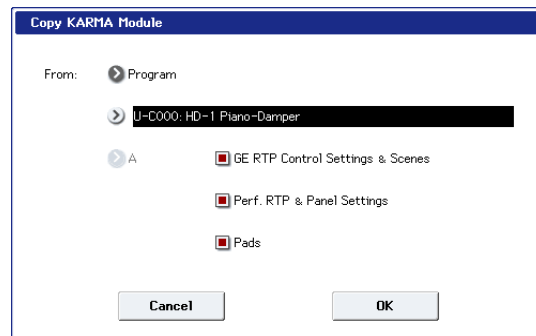 Copy KARMA Module
From: Program
U-C000: HD-1 Piano-Damper
A GE RTP Control Settings & Scenes
Perf. RTP & Panel Settings
Pads
Cancel OK